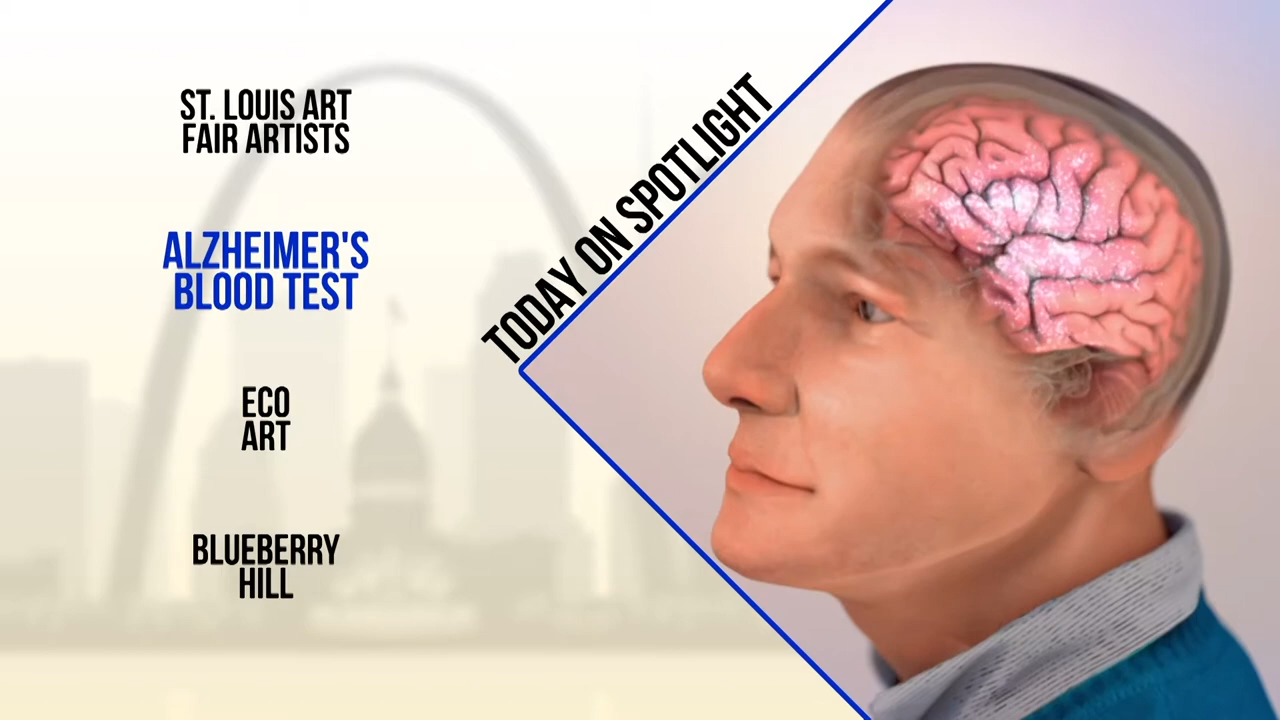 ST. LOUIS ART
FAIR ARTISTS
ALZHEIMER'S
BLOOD TEST
ECO
ART
BLUEBERRY
HILL
TODAY ON SPOTLIGHT